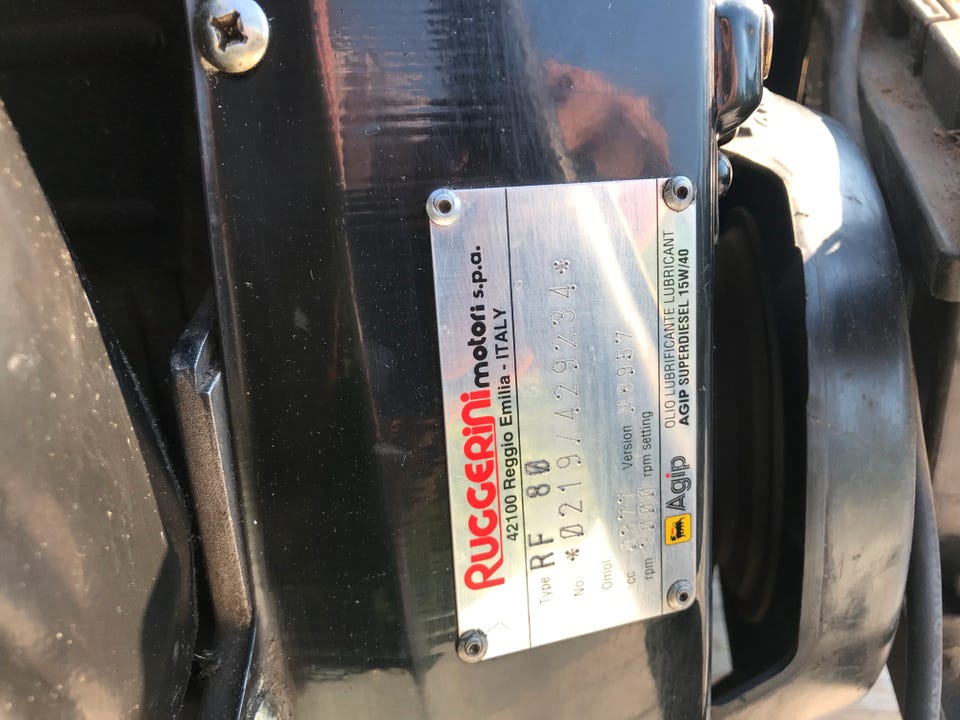 RUGGERINI motori s.p.a.
42100 Reggio Emilia - ITALY
Type RF 80
No. *0219/429234*
Omol.
cc Version
rpm rpm setting
Agip
OLIO LUBRIFICANTE LUBRICANT
AGIP SUPERDIESEL 15W/40